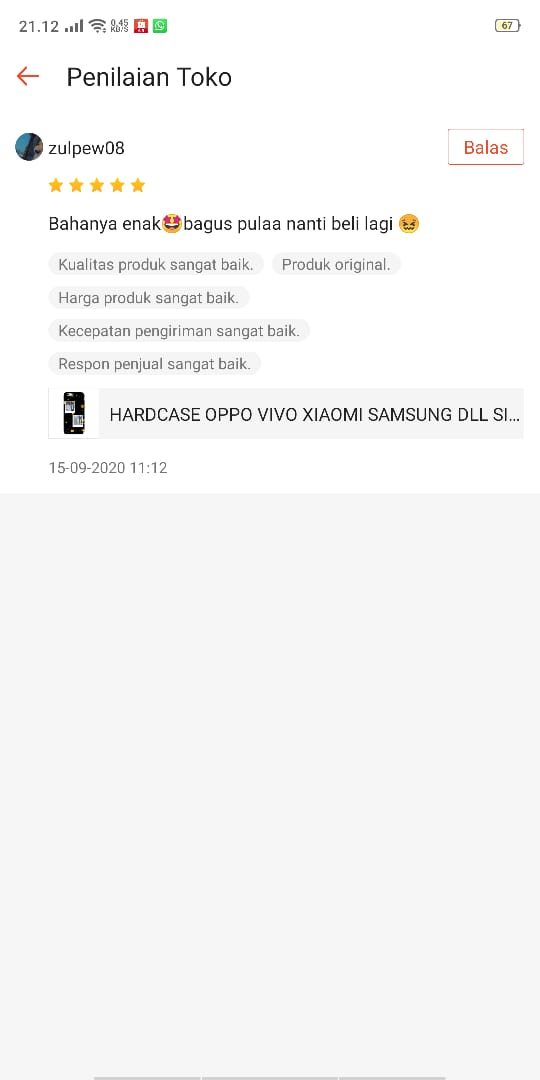 21.12 0,45 KB/S 67
Penilaian Toko
zulpew08
Balas
Bahanya enak🤩bagus pulaa nanti beli lagi 😖
Kualitas produk sangat baik. Produk original.
Harga produk sangat baik.
Kecepatan pengiriman sangat baik.
Respon penjual sangat baik.
HARDCASE OPPO VIVO XIAOMI SAMSUNG DLL SI...
15-09-2020 11:12